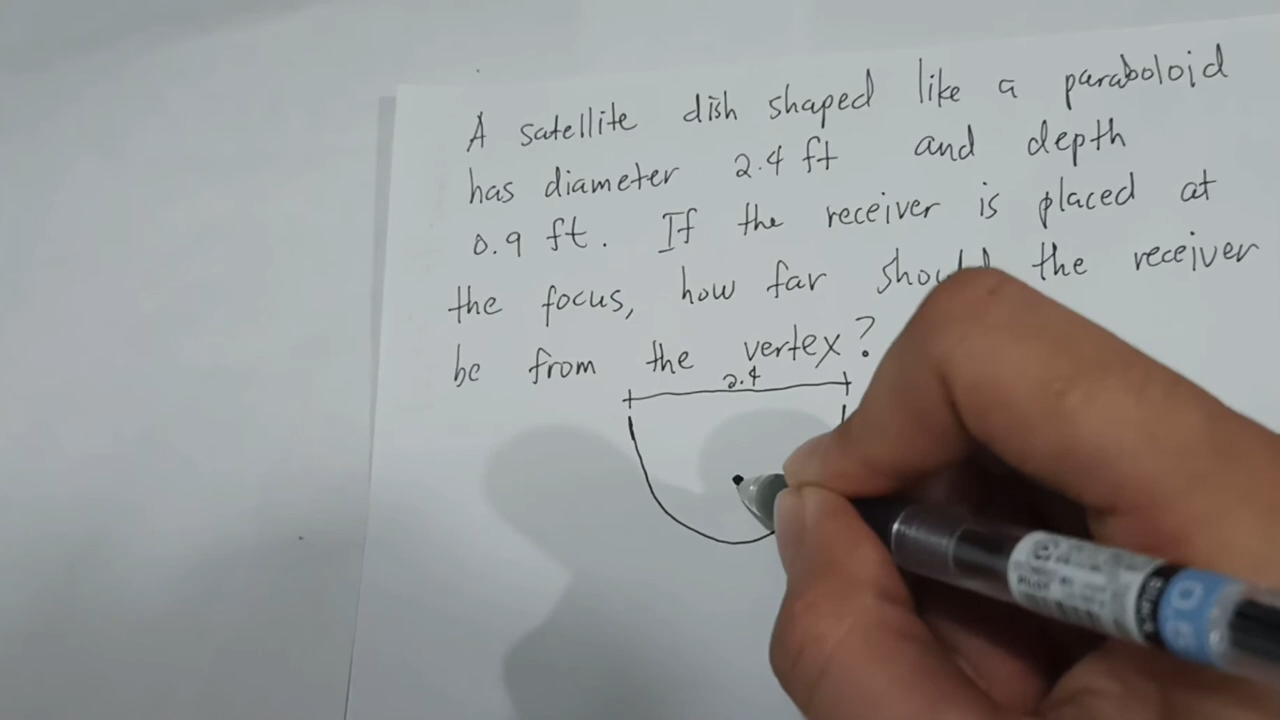 A satellite dish shaped like a paraboloid
has diameter 2.4 ft and depth
0.9 ft. If the receiver is placed at
the focus, how far should the receiver
be from the vertex?
2.4